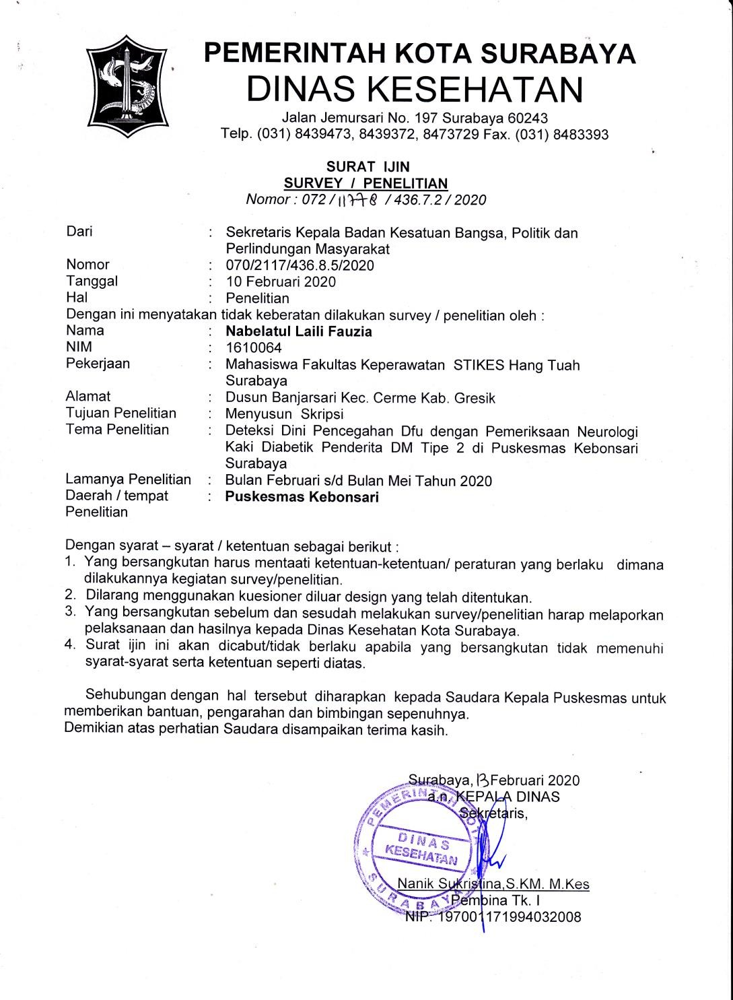 PEMERINTAH KOTA SURABAYA
DINAS KESEHATAN
Jalan Jemursari No. 197 Surabaya 60243
Telp. (031) 8439473, 8439372, 8473729 Fax. (031) 8483393
SURAT IJIN
SURVEY / PENELITIAN
Nomor : 072 / 11778 / 436.7.2 / 2020
Dari : Sekretaris Kepala Badan Kesatuan Bangsa, Politik dan
Perlindungan Masyarakat
Nomor : 070/2117/436.8.5/2020
Tanggal : 10 Februari 2020
Hal : Penelitian
Dengan ini menyatakan tidak keberatan dilakukan survey / penelitian oleh :
Nama : Nabelatul Laili Fauzia
NIM : 1610064
Pekerjaan : Mahasiswa Fakultas Keperawatan STIKES Hang Tuah
Surabaya
Alamat : Dusun Banjarsari Kec. Cerme Kab. Gresik
Tujuan Penelitian : Menyusun Skripsi
Tema Penelitian : Deteksi Dini Pencegahan Dfu dengan Pemeriksaan Neurologi
Kaki Diabetik Penderita DM Tipe 2 di Puskesmas Kebonsari
Surabaya
Lamanya Penelitian : Bulan Februari s/d Bulan Mei Tahun 2020
Daerah / tempat : Puskesmas Kebonsari
Penelitian
Dengan syarat – syarat / ketentuan sebagai berikut :
1. Yang bersangkutan harus mentaati ketentuan-ketentuan/ peraturan yang berlaku dimana
dilakukannya kegiatan survey/penelitian.
2. Dilarang menggunakan kuesioner diluar design yang telah ditentukan.
3. Yang bersangkutan sebelum dan sesudah melakukan survey/penelitian harap melaporkan
pelaksanaan dan hasilnya kepada Dinas Kesehatan Kota Surabaya.
4. Surat ijin ini akan dicabut/tidak berlaku apabila yang bersangkutan tidak memenuhi
syarat-syarat serta ketentuan seperti diatas.
Sehubungan dengan hal tersebut diharapkan kepada Saudara Kepala Puskesmas untuk
memberikan bantuan, pengarahan dan bimbingan sepenuhnya.
Demikian atas perhatian Saudara disampaikan terima kasih.
Surabaya, 13 Februari 2020
a.n. KEPALA DINAS
Sekretaris,
PEMERINTAH KOTA
DINAS
KESEHATAN
SURABAYA
Nanik Sukristina,S.KM. M.Kes
Pembina Tk. I
NIP. 197001171994032008